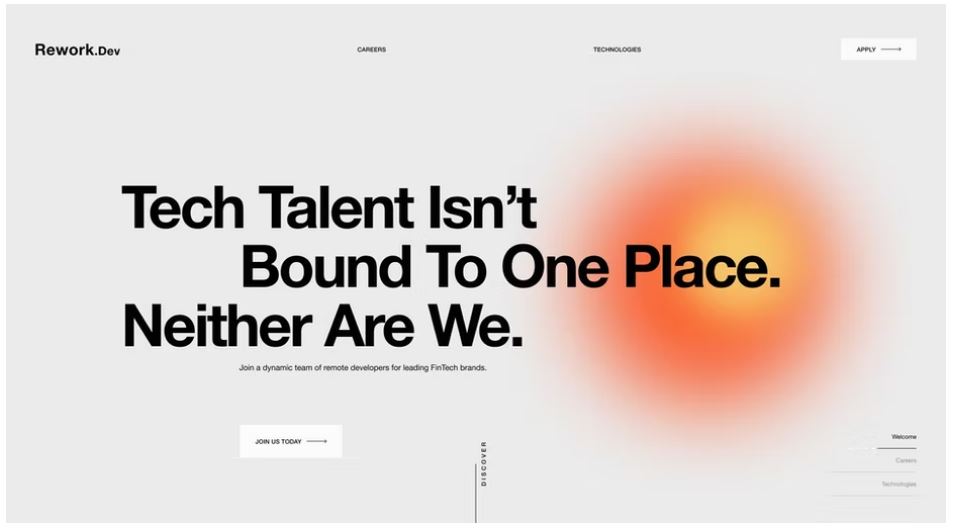 Rework.Dev
CAREERS
TECHNOLOGIES
APPLY
Tech Talent Isn’t
Bound To One Place.
Neither Are We.
Join a dynamic team of remote developers for leading FinTech brands.
JOIN US TODAY
DISCOVER
Welcome
Careers
Technologies